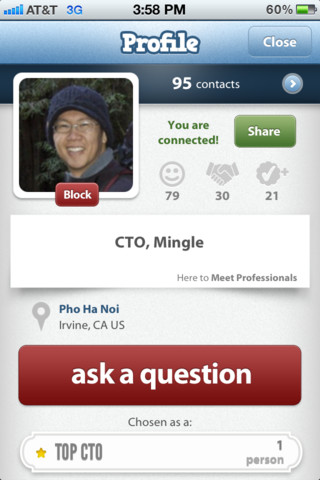 AT&T 3G 3:58 PM 60%
Profile
Close
95 contacts
You are
connected!
Share
Block
79 30 21
CTO, Mingle
Here to Meet Professionals
Pho Ha Noi
Irvine, CA US
ask a question
Chosen as a:
TOP CTO
1
person